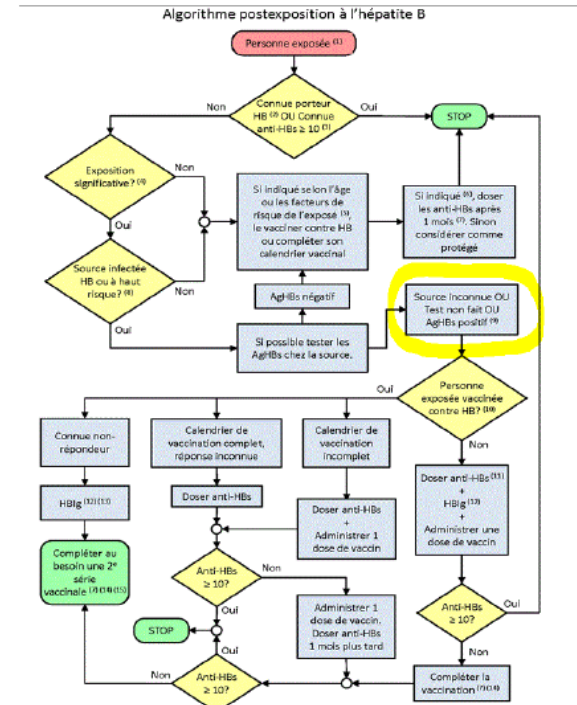 Algorithme postexposition à l'hépatite B
Personne exposée (1)
Connue porteur
HB (2) OU Connue
anti-HBs ≥ 10 (3)
Non
Oui
STOP
Exposition
significative? (4)
Non
Oui
Si indiqué selon l'âge
ou les facteurs de
risque de l'exposé (5),
le vacciner contre HB
ou compléter son
calendrier vaccinal
Si indiqué (6), doser
les anti-HBs après
1 mois (7). Sinon
considérer comme
protégé
Source infectée
HB ou à haut
risque? (8)
Non
Oui
AgHBs négatif
Si possible tester les
AgHBs chez la source.
Source inconnue OU
Test non fait OU
AgHBs positif (9)
Personne
exposée vaccinée
contre HB? (10)
Oui
Non
Connue non-
répondeur
Calendrier de
vaccination complet,
réponse inconnue
Calendrier de
vaccination
incomplet
Doser anti-HBs (11)
+
HBIg (12)
+
Administrer une
dose de vaccin
HBIg (12) (13)
Doser anti-HBs
Doser anti-HBs
+
Administrer 1
dose de vaccin
Compléter au
besoin une 2e
série
vaccinale (7) (14) (15)
Anti-HBs
≥ 10?
Non
Oui
Administrer 1
dose de vaccin.
Doser anti-HBs
1 mois plus tard
Anti-HBs
≥ 10?
Oui
Non
STOP
Oui
Anti-HBs
≥ 10?
Non
Compléter la
vaccination (7) (14)